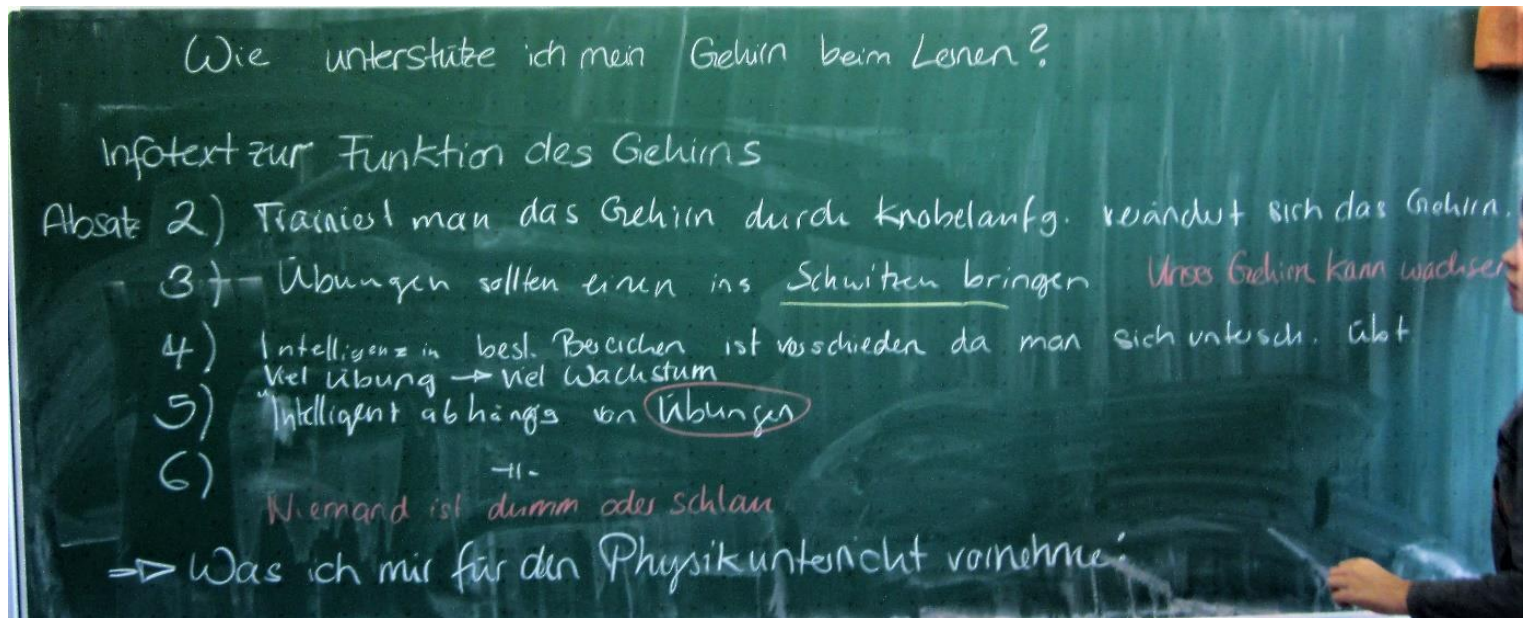 Wie unterstütze ich mein Gehirn beim Lernen?
Infotext zur Funktion des Gehirns
Absatz 2) Trainiert man das Gehirn durch Knobelaufg. verändert sich das Gehirn.
3) - Übungen sollten einen ins Schwitzen bringen Unser Gehirn kann wachsen
4) Intelligenz in best. Bereichen ist verschieden da man sich untersch. übt
viel Übung → viel Wachstum
5) Intelligent abhängig von Übungen
6) -11-
Niemand ist dumm oder schlau
⇒ Was ich mir für den Physikunterricht vornehme: